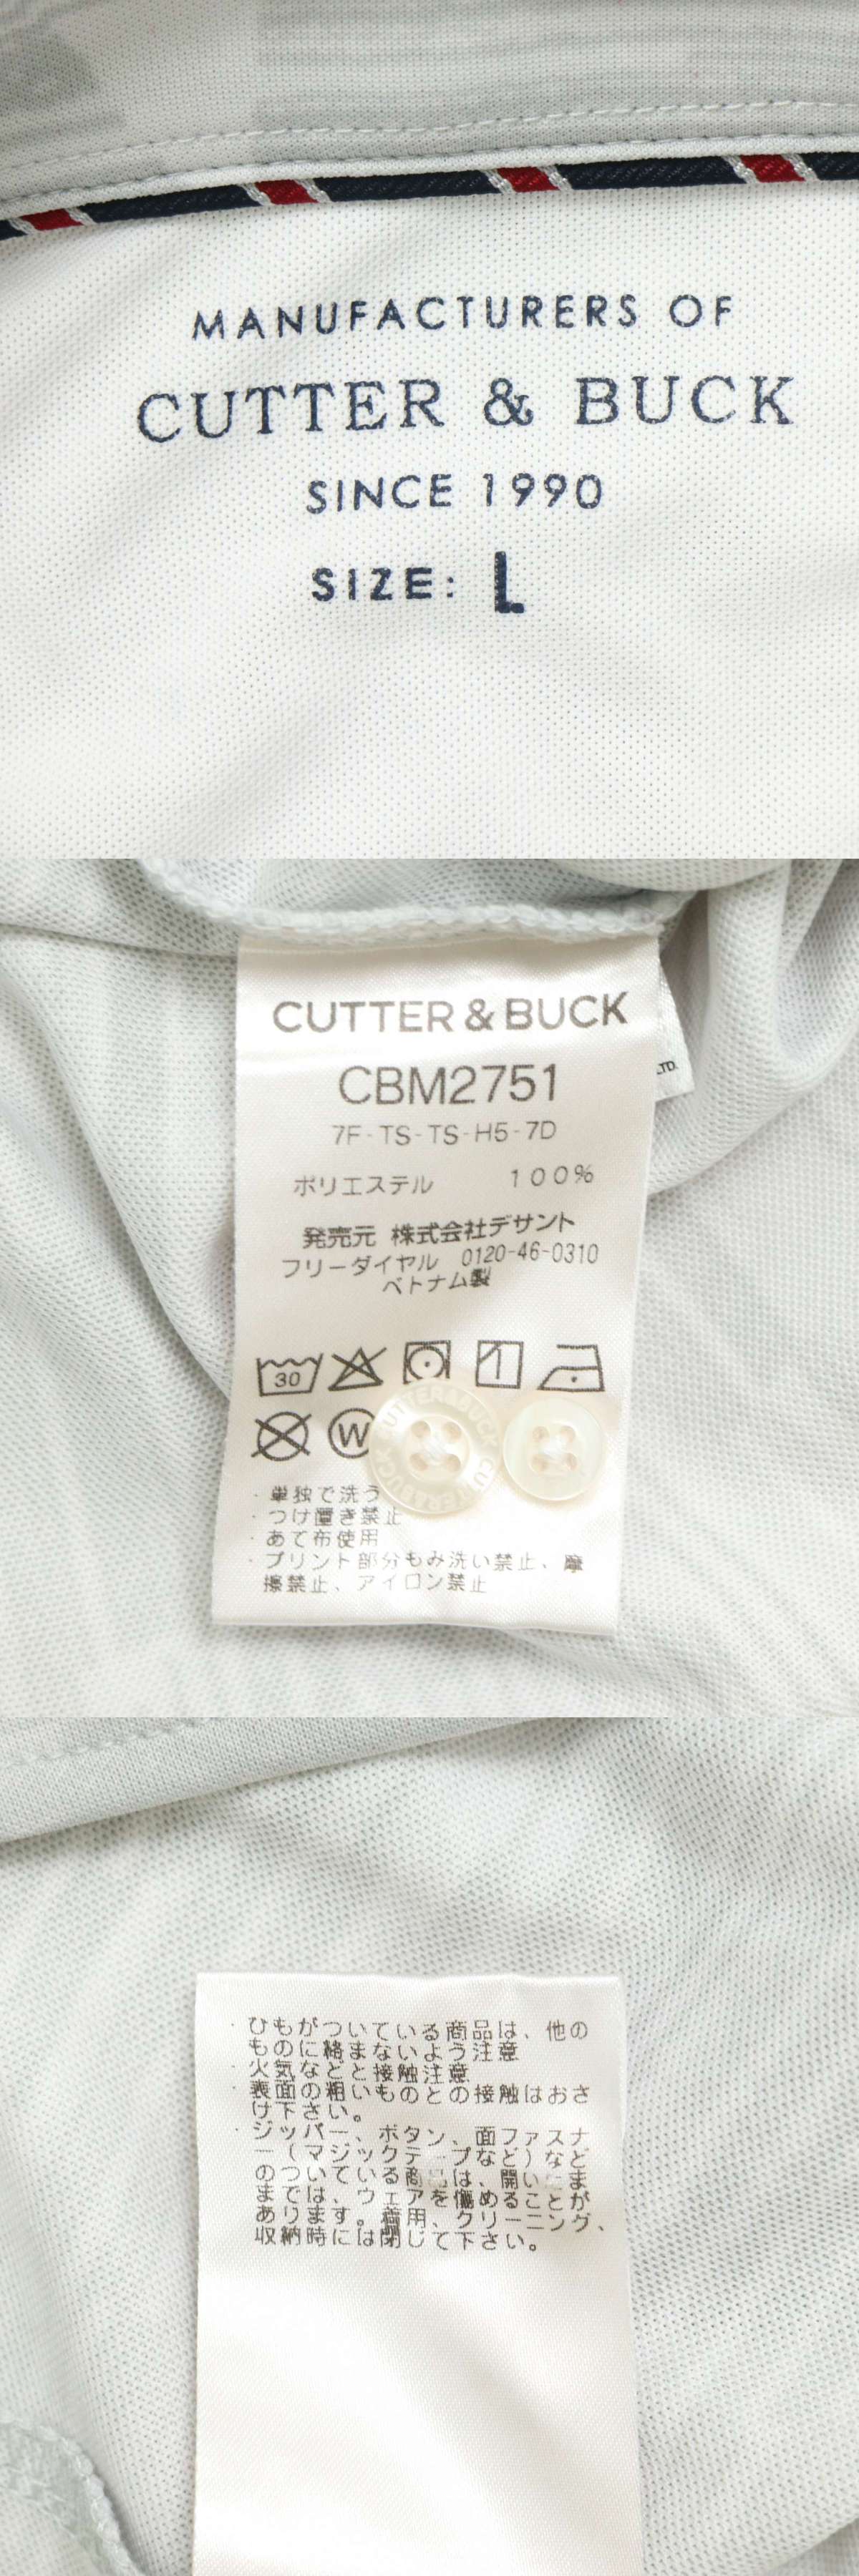 MANUFACTURERS OF
CUTTER & BUCK
SINCE 1990
SIZE: L
CUTTER & BUCK
CBM2751
LTD.
7F-TS-TS-H5-7D
ポリエステル 100%
発売元 株式会社デサント
フリーダイヤル 0120-46-0310
ベトナム製
30
W
CUTTER&BUCK
・単独で洗う
・つけ置き禁止
・あて布使用
・プリント部分もみ洗い禁止、摩
擦禁止、アイロン禁止
・ひもがついている商品は、他の
ものに絡まないよう注意
・火気などと接触注意
・表面の粗いものとの接触はおさ
け下さい。
・ジッパー、ボタン、面ファスナ
ー(マジックテープ)など
のついている商品は、開い
まではウェアを傷めることが
あります。着用、クリーニング、
収納時には閉じて下さい。